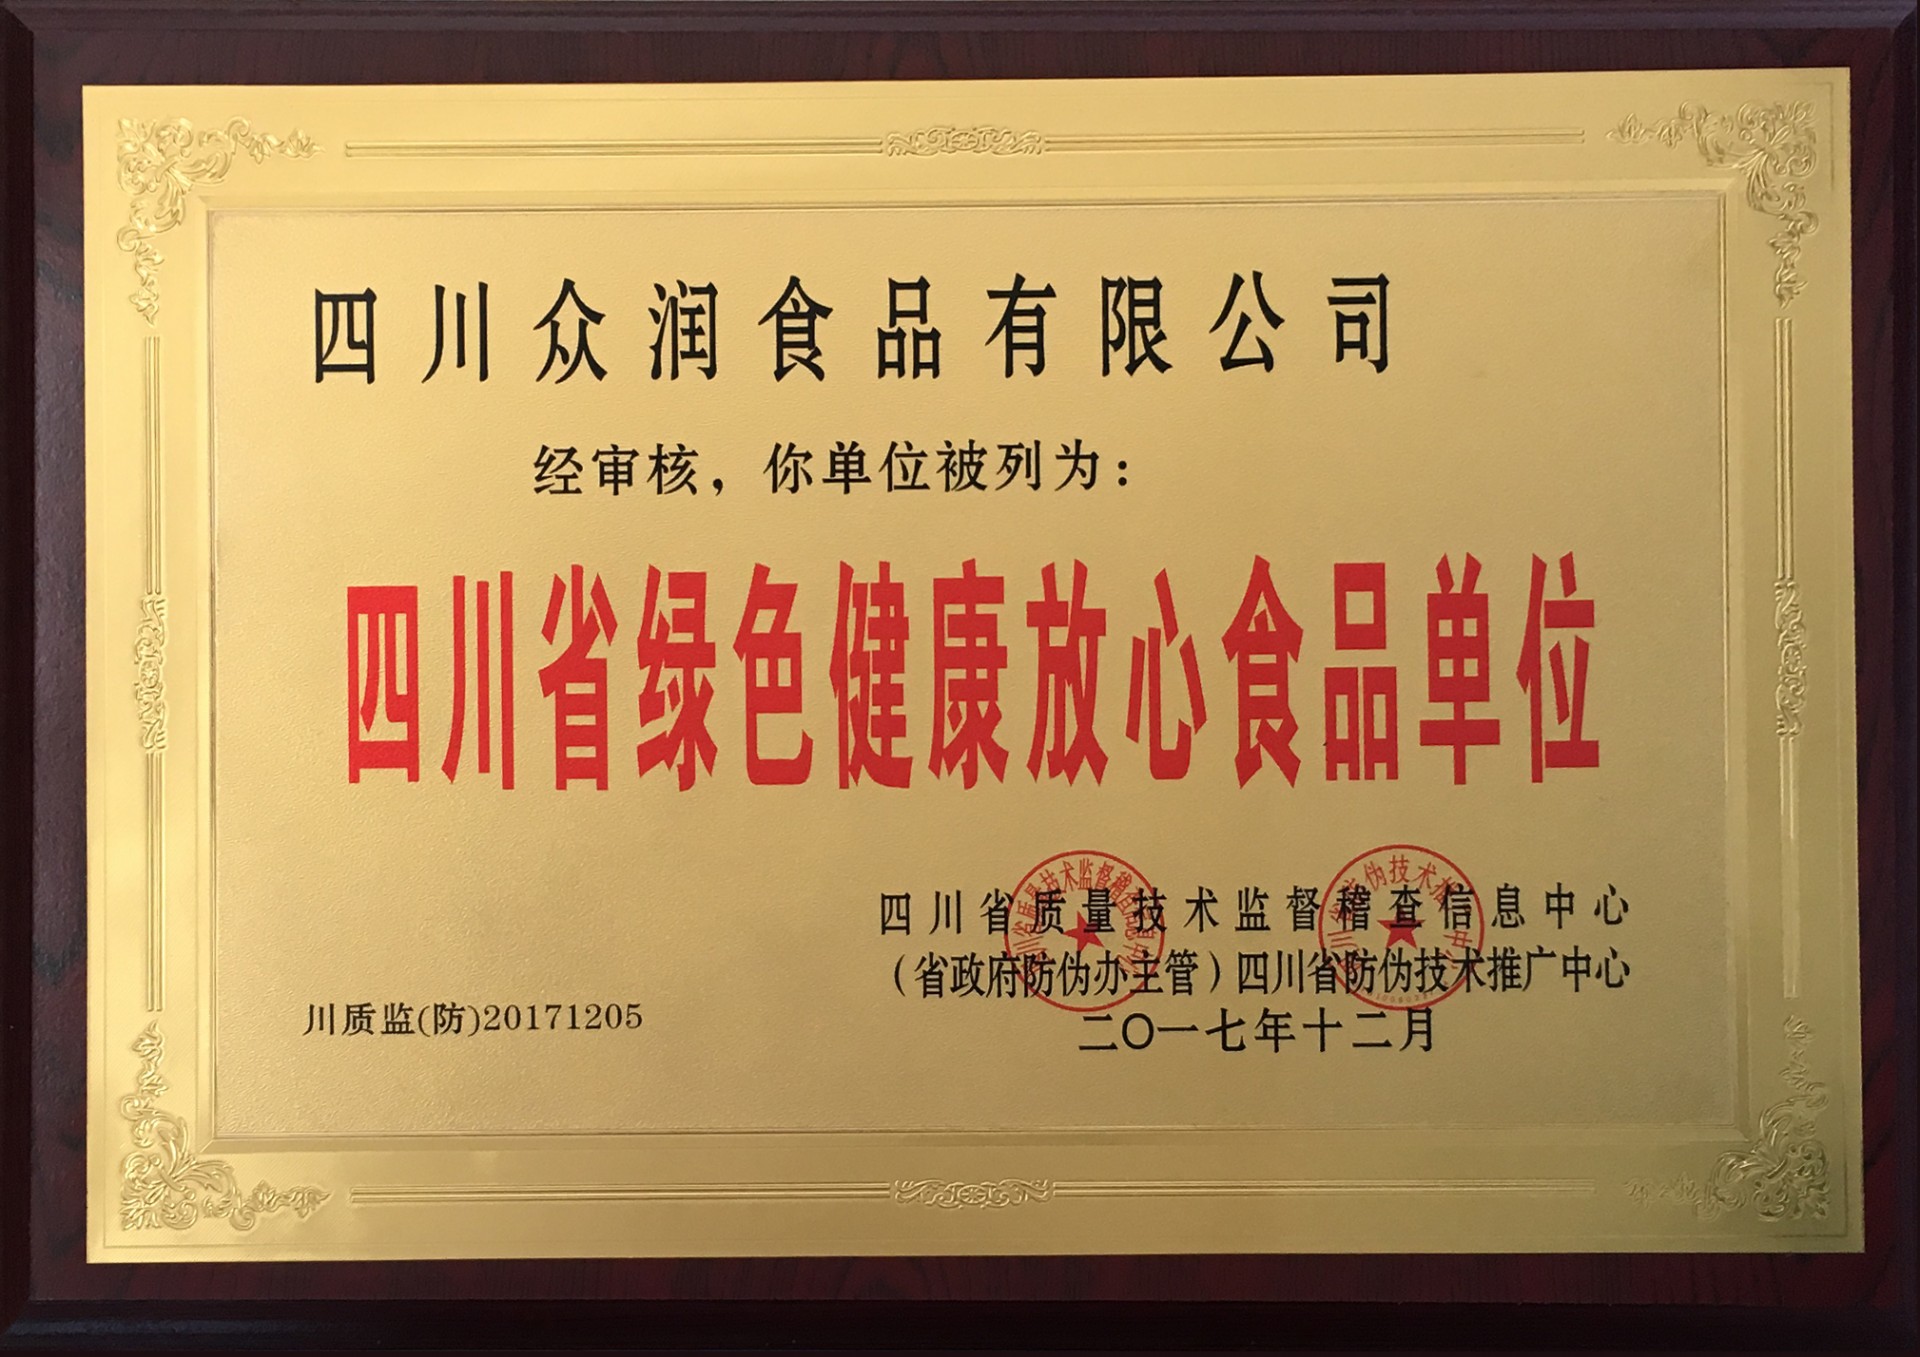 四川众润食品有限公司
经审核，你单位被列为：
四川省绿色健康放心食品单位
四川省质量技术监督稽查信息中心
（省政府防伪办主管）四川省防伪技术推广中心
二〇一七年十二月
川质监(防)20171205